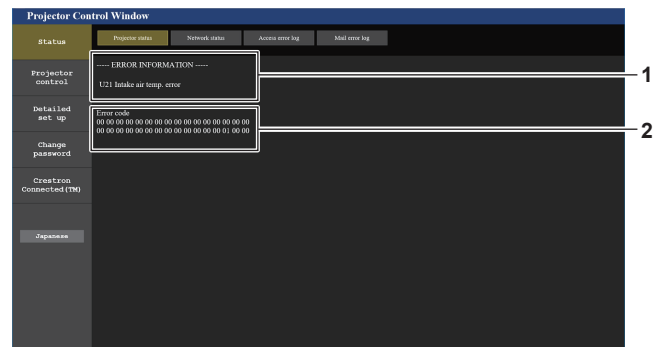 Projector Control Window
Status
Projector status
Network status
Access error log
Mail error log
----- ERROR INFORMATION -----
U21 Intake air temp. error
1
Projector
control
Error code
00 00 00 00 00 00 00 00 00 00 00 00 00 00 00 00
00 00 00 00 00 00 00 00 00 00 00 00 00 01 00 00
2
Detailed
set up
Change
password
Crestron
Connected(TM)
Japanese